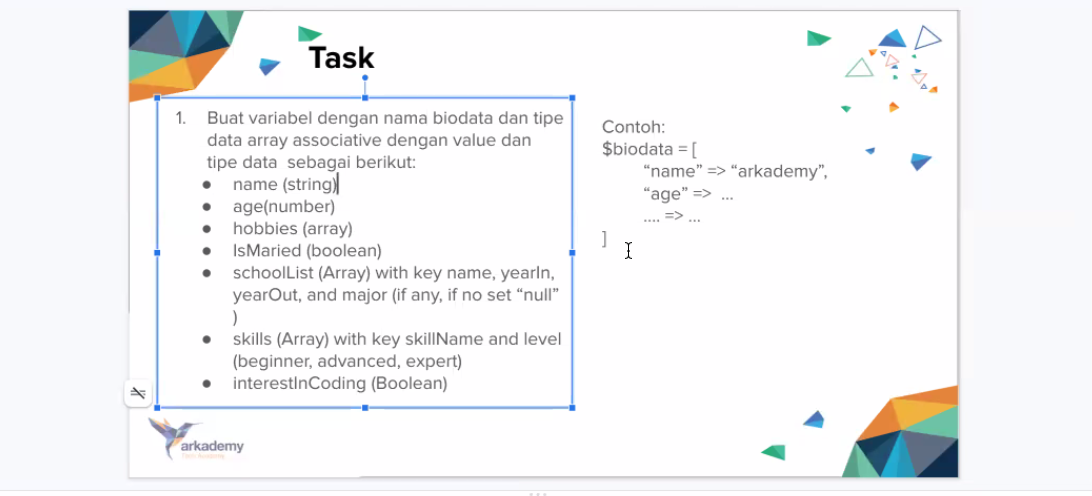 Task
1. Buat variabel dengan nama biodata dan tipe
data array associative dengan value dan
tipe data sebagai berikut:
● name (string)
● age(number)
● hobbies (array)
● IsMaried (boolean)
● schoolList (Array) with key name, yearIn,
yearOut, and major (if any, if no set “null”
)
● skills (Array) with key skillName and level
(beginner, advanced, expert)
● interestInCoding (Boolean)
Contoh:
$biodata = [
“name” => “arkademy”,
“age” => ...
.... => ...
]
arkademy